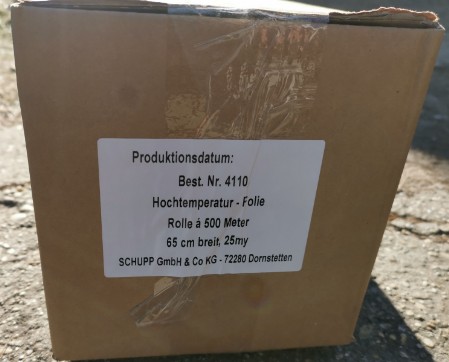 Produktionsdatum:
Best. Nr. 4110
Hochtemperatur - Folie
Rolle á 500 Meter
65 cm breit, 25my
SCHUPP GmbH & Co KG - 72280 Dornstetten